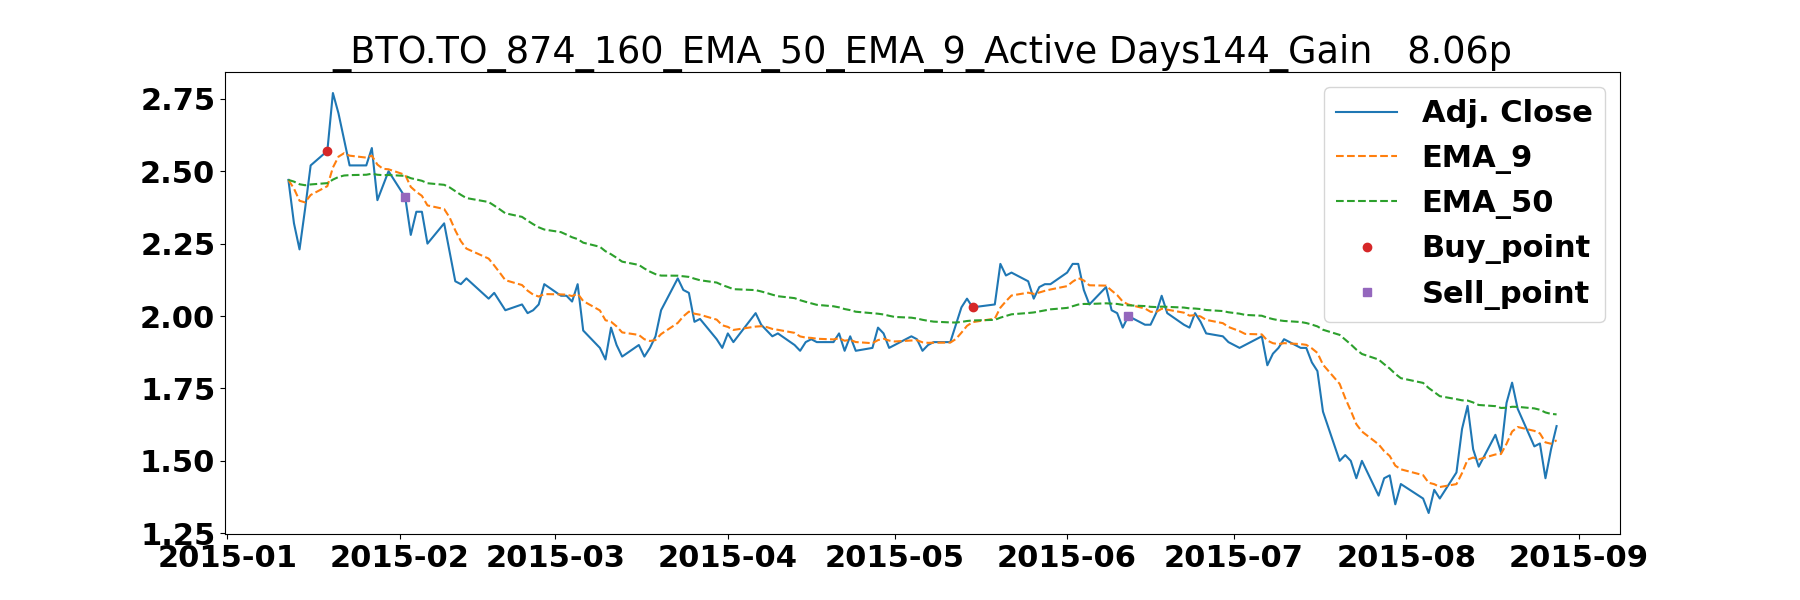 _BTO.TO_874_160_EMA_50_EMA_9_Active Days144_Gain   8.06p
2.75
2.50
2.25
2.00
1.75
1.50
1.25
Adj. Close
EMA_9
EMA_50
Buy_point
Sell_point
2015-01 2015-02 2015-03 2015-04 2015-05 2015-06 2015-07 2015-08 2015-09